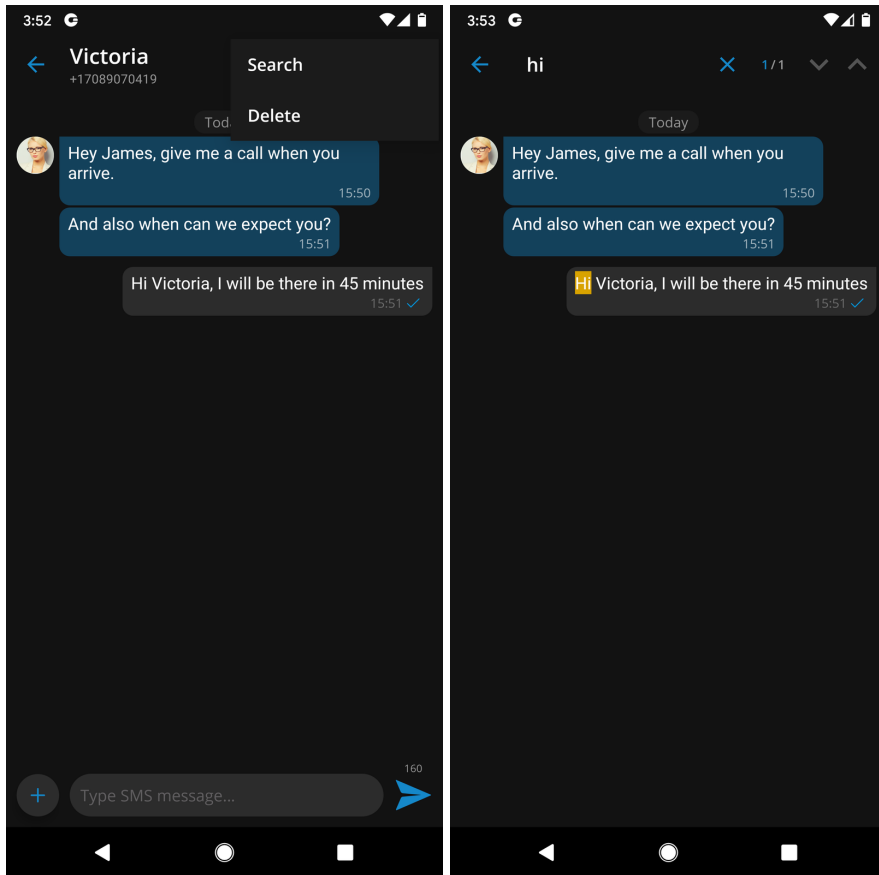 3:52
Victoria
+17089070419
Search
Delete
Hey James, give me a call when you
arrive.
15:50
And also when can we expect you?
15:51
Hi Victoria, I will be there in 45 minutes
15:51
160
Type SMS message...
3:53
hi
1/1
Today
Hey James, give me a call when you
arrive.
15:50
And also when can we expect you?
15:51
Hi Victoria, I will be there in 45 minutes
15:51